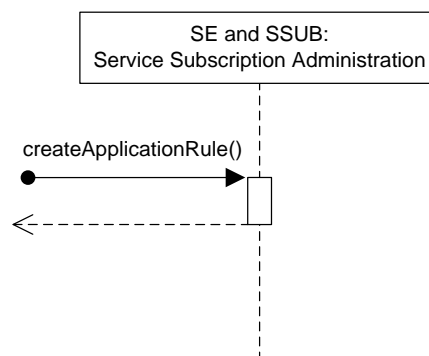 SE and SSUB:
Service Subscription Administration
createApplicationRule()